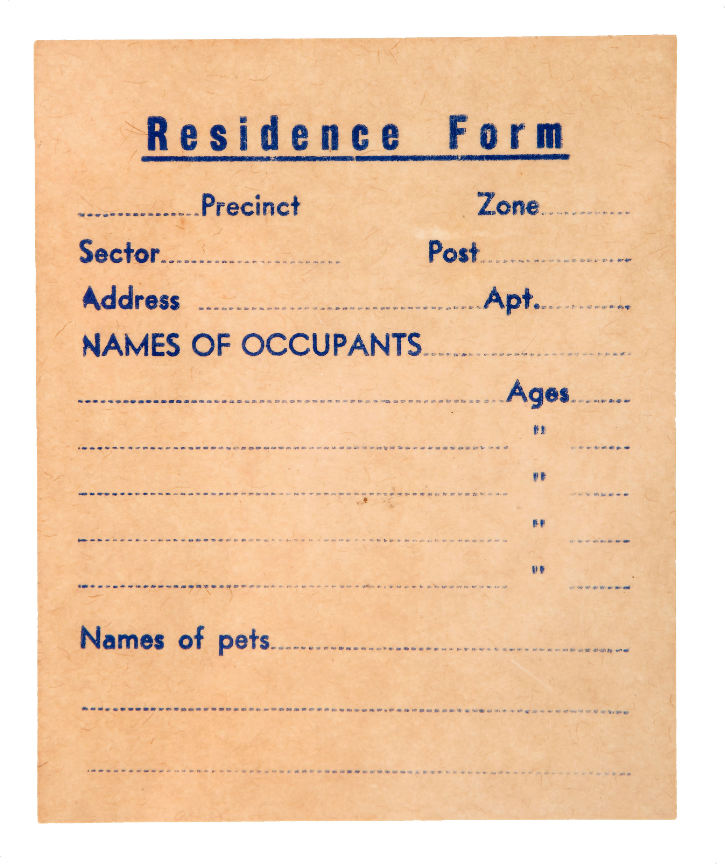 Residence Form
..............Precinct Zone..............
Sector.......................... Post......................
Address ........................................Apt..............
NAMES OF OCCUPANTS..............................
..............................................................Ages.........
.............................................................. " .........
.............................................................. " .........
.............................................................. " .........
.............................................................. " .........
Names of pets....................................................
................................................................................
................................................................................